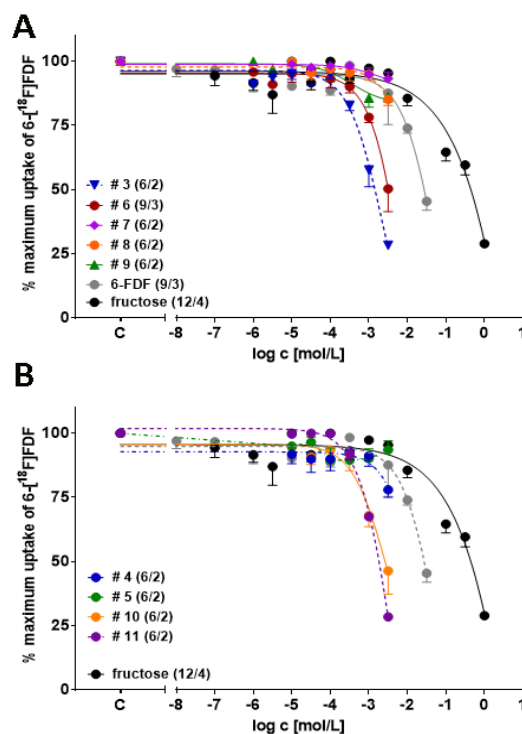 A
% maximum uptake of 6-[¹⁸F]FDF
100
75
50
25
0
# 3 (6/2)
# 6 (9/3)
# 7 (6/2)
# 8 (6/2)
# 9 (6/2)
6-FDF (9/3)
fructose (12/4)
C -8 -7 -6 -5 -4 -3 -2 -1 0 1
log c [mol/L]
B
% maximum uptake of 6-[¹⁸F]FDF
100
75
50
25
0
# 4 (6/2)
# 5 (6/2)
# 10 (6/2)
# 11 (6/2)
fructose (12/4)
C -8 -7 -6 -5 -4 -3 -2 -1 0 1
log c [mol/L]